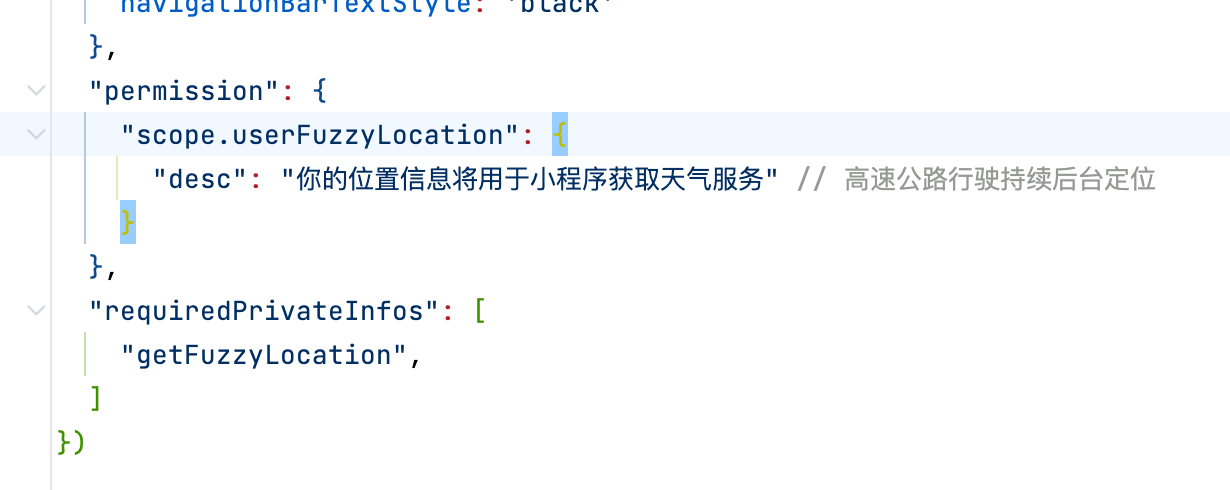 navigationBarTextStyle: 'black'
},
"permission": {
"scope.userFuzzyLocation": {
"desc": "你的位置信息将用于小程序获取天气服务" // 高速公路行驶持续后台定位
}
},
"requiredPrivateInfos": [
"getFuzzyLocation",
]
})